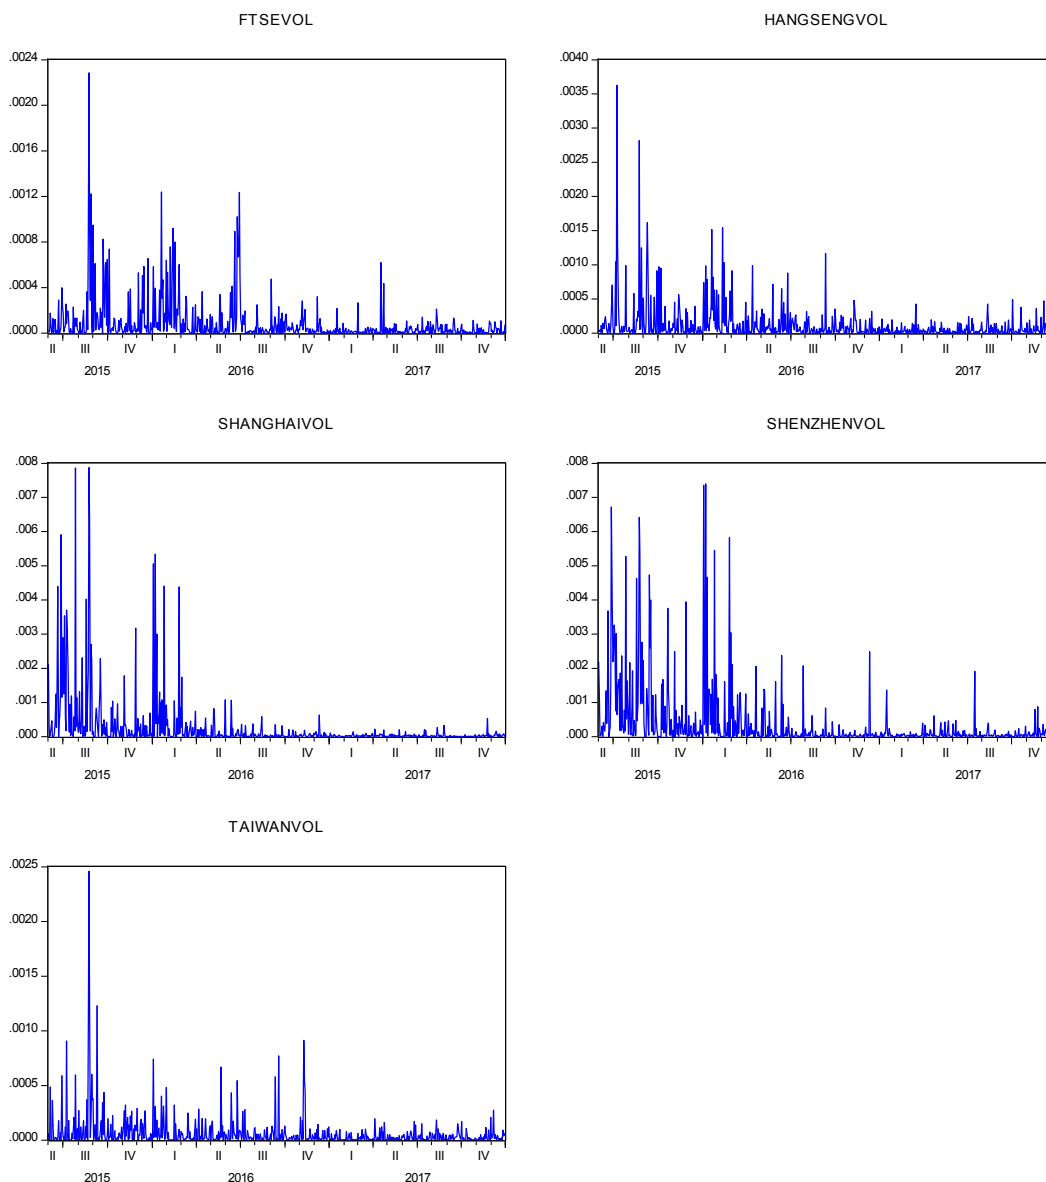 FTSEVOL
.0024
.0020
.0016
.0012
.0008
.0004
.0000
II III IV I II III IV I II III IV
2015 2016 2017
HANGSENGVOL
.0040
.0035
.0030
.0025
.0020
.0015
.0010
.0005
.0000
II III IV I II III IV I II III IV
2015 2016 2017
SHANGHAIVOL
.008
.007
.006
.005
.004
.003
.002
.001
.000
II III IV I II III IV I II III IV
2015 2016 2017
SHENZHENVOL
.008
.007
.006
.005
.004
.003
.002
.001
.000
II III IV I II III IV I II III IV
2015 2016 2017
TAIWANVOL
.0025
.0020
.0015
.0010
.0005
.0000
II III IV I II III IV I II III IV
2015 2016 2017